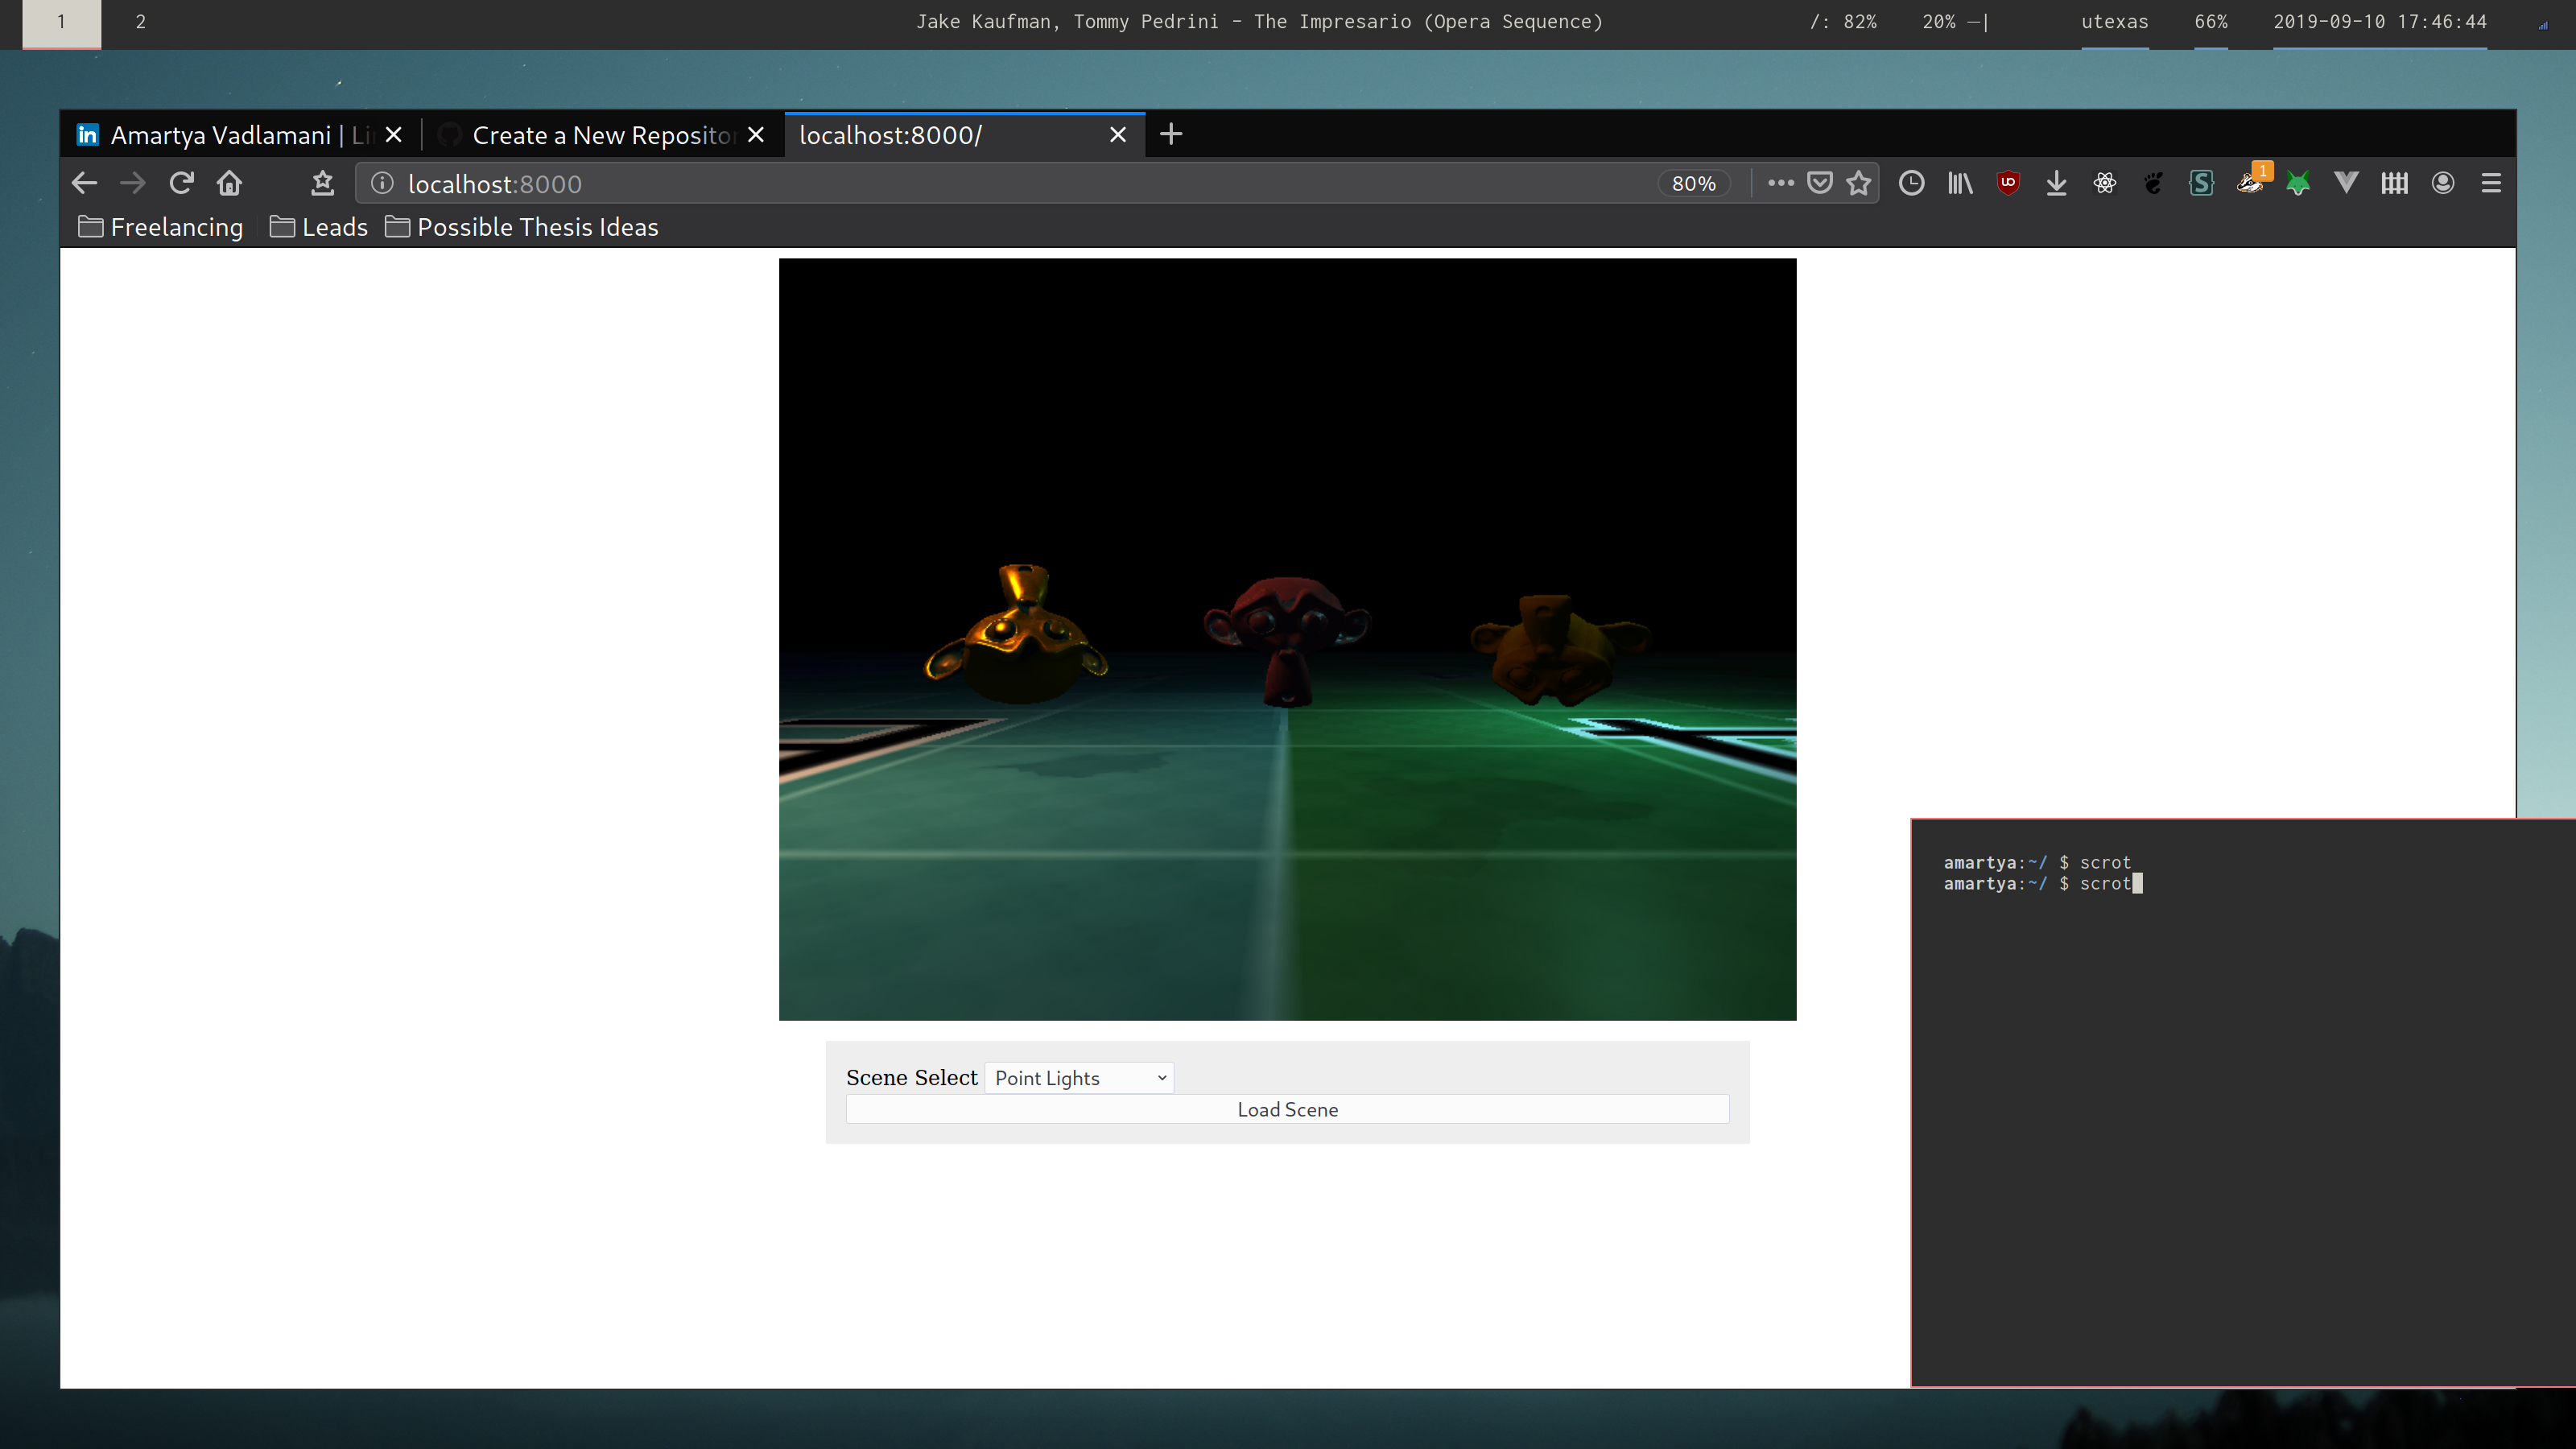 1 2 Jake Kaufman, Tommy Pedrini - The Impresario (Opera Sequence) /: 82% 20% —| utexas 66% 2019-09-10 17:46:44
Amartya Vadlamani | Li Create a New Repositor localhost:8000/
localhost:8000 80% 1
Freelancing Leads Possible Thesis Ideas
amartya:~/ $ scrot
amartya:~/ $ scrot
Scene Select Point Lights
Load Scene